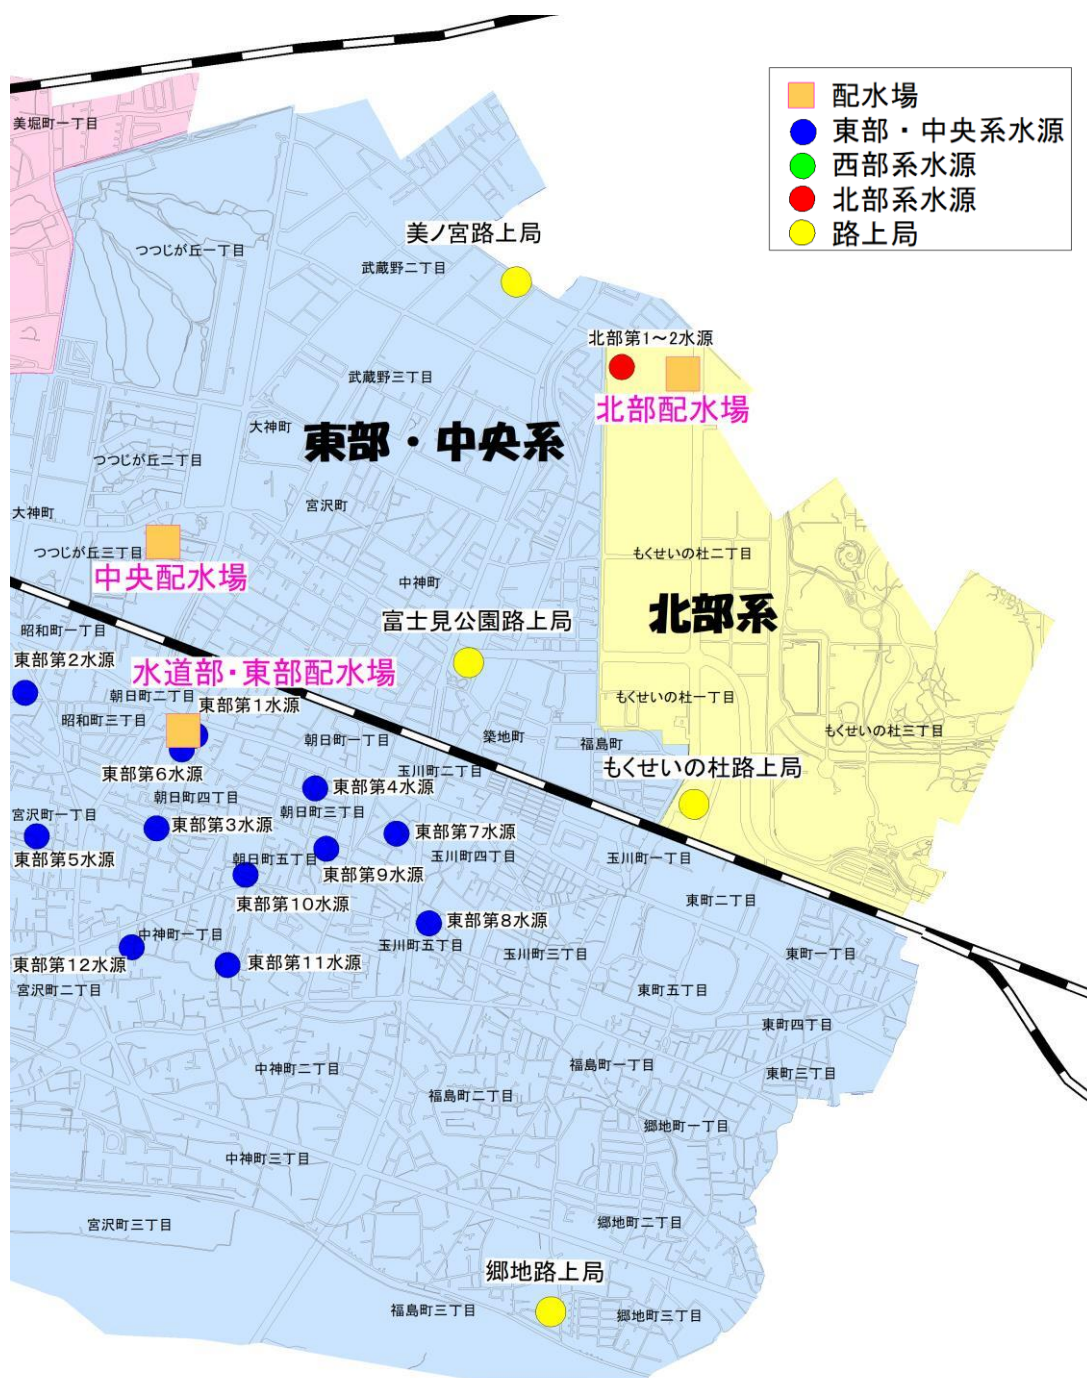 配水場
東部・中央系水源
西部系水源
北部系水源
路上局
美堀町一丁目
つつじが丘一丁目
美ノ宮路上局
武蔵野二丁目
北部第1～2水源
武蔵野三丁目
北部配水場
大神町
東部・中央系
つつじが丘二丁目
宮沢町
大神町
つつじが丘三丁目
もくせいの杜二丁目
中央配水場
中神町
富士見公園路上局
北部系
昭和町一丁目
東部第2水源
水道部・東部配水場
朝日町二丁目
東部第1水源
もくせいの杜一丁目
昭和町三丁目
朝日町一丁目
築地町
福島町
もくせいの杜三丁目
東部第6水源
玉川町二丁目
もくせいの杜路上局
朝日町四丁目
東部第4水源
宮沢町一丁目
朝日町三丁目
東部第3水源
東部第7水源
東部第5水源
朝日町五丁目
玉川町四丁目
玉川町一丁目
東部第9水源
東部第10水源
東町二丁目
東部第8水源
中神町一丁目
玉川町五丁目
玉川町三丁目
東町一丁目
東部第12水源
東部第11水源
宮沢町二丁目
東町五丁目
東町四丁目
中神町二丁目
福島町一丁目
東町三丁目
福島町二丁目
郷地町一丁目
中神町三丁目
宮沢町三丁目
郷地町二丁目
郷地路上局
福島町三丁目
郷地町三丁目